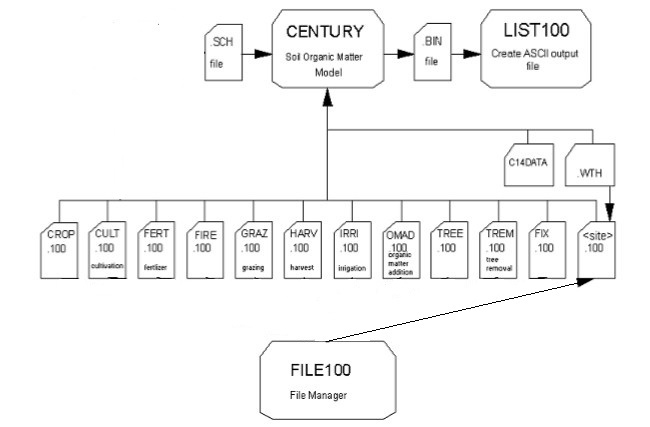 CENTURY
Soil Organic Matter
Model
.SCH
file
.BIN
file
LIST100
Create ASCII output
file
C14DATA
.WTH
CROP
.100
CULT
.100
cultivation
FERT
.100
fertlizer
FIRE
.100
GRAZ
.100
grazing
HARV
.100
harvest
IRRI
.100
irrigation
OMAD
.100
organic
matter
addition
TREE
.100
TREM
.100
tree
removal
FIX
.100
<site>
.100
FILE100
File Manager